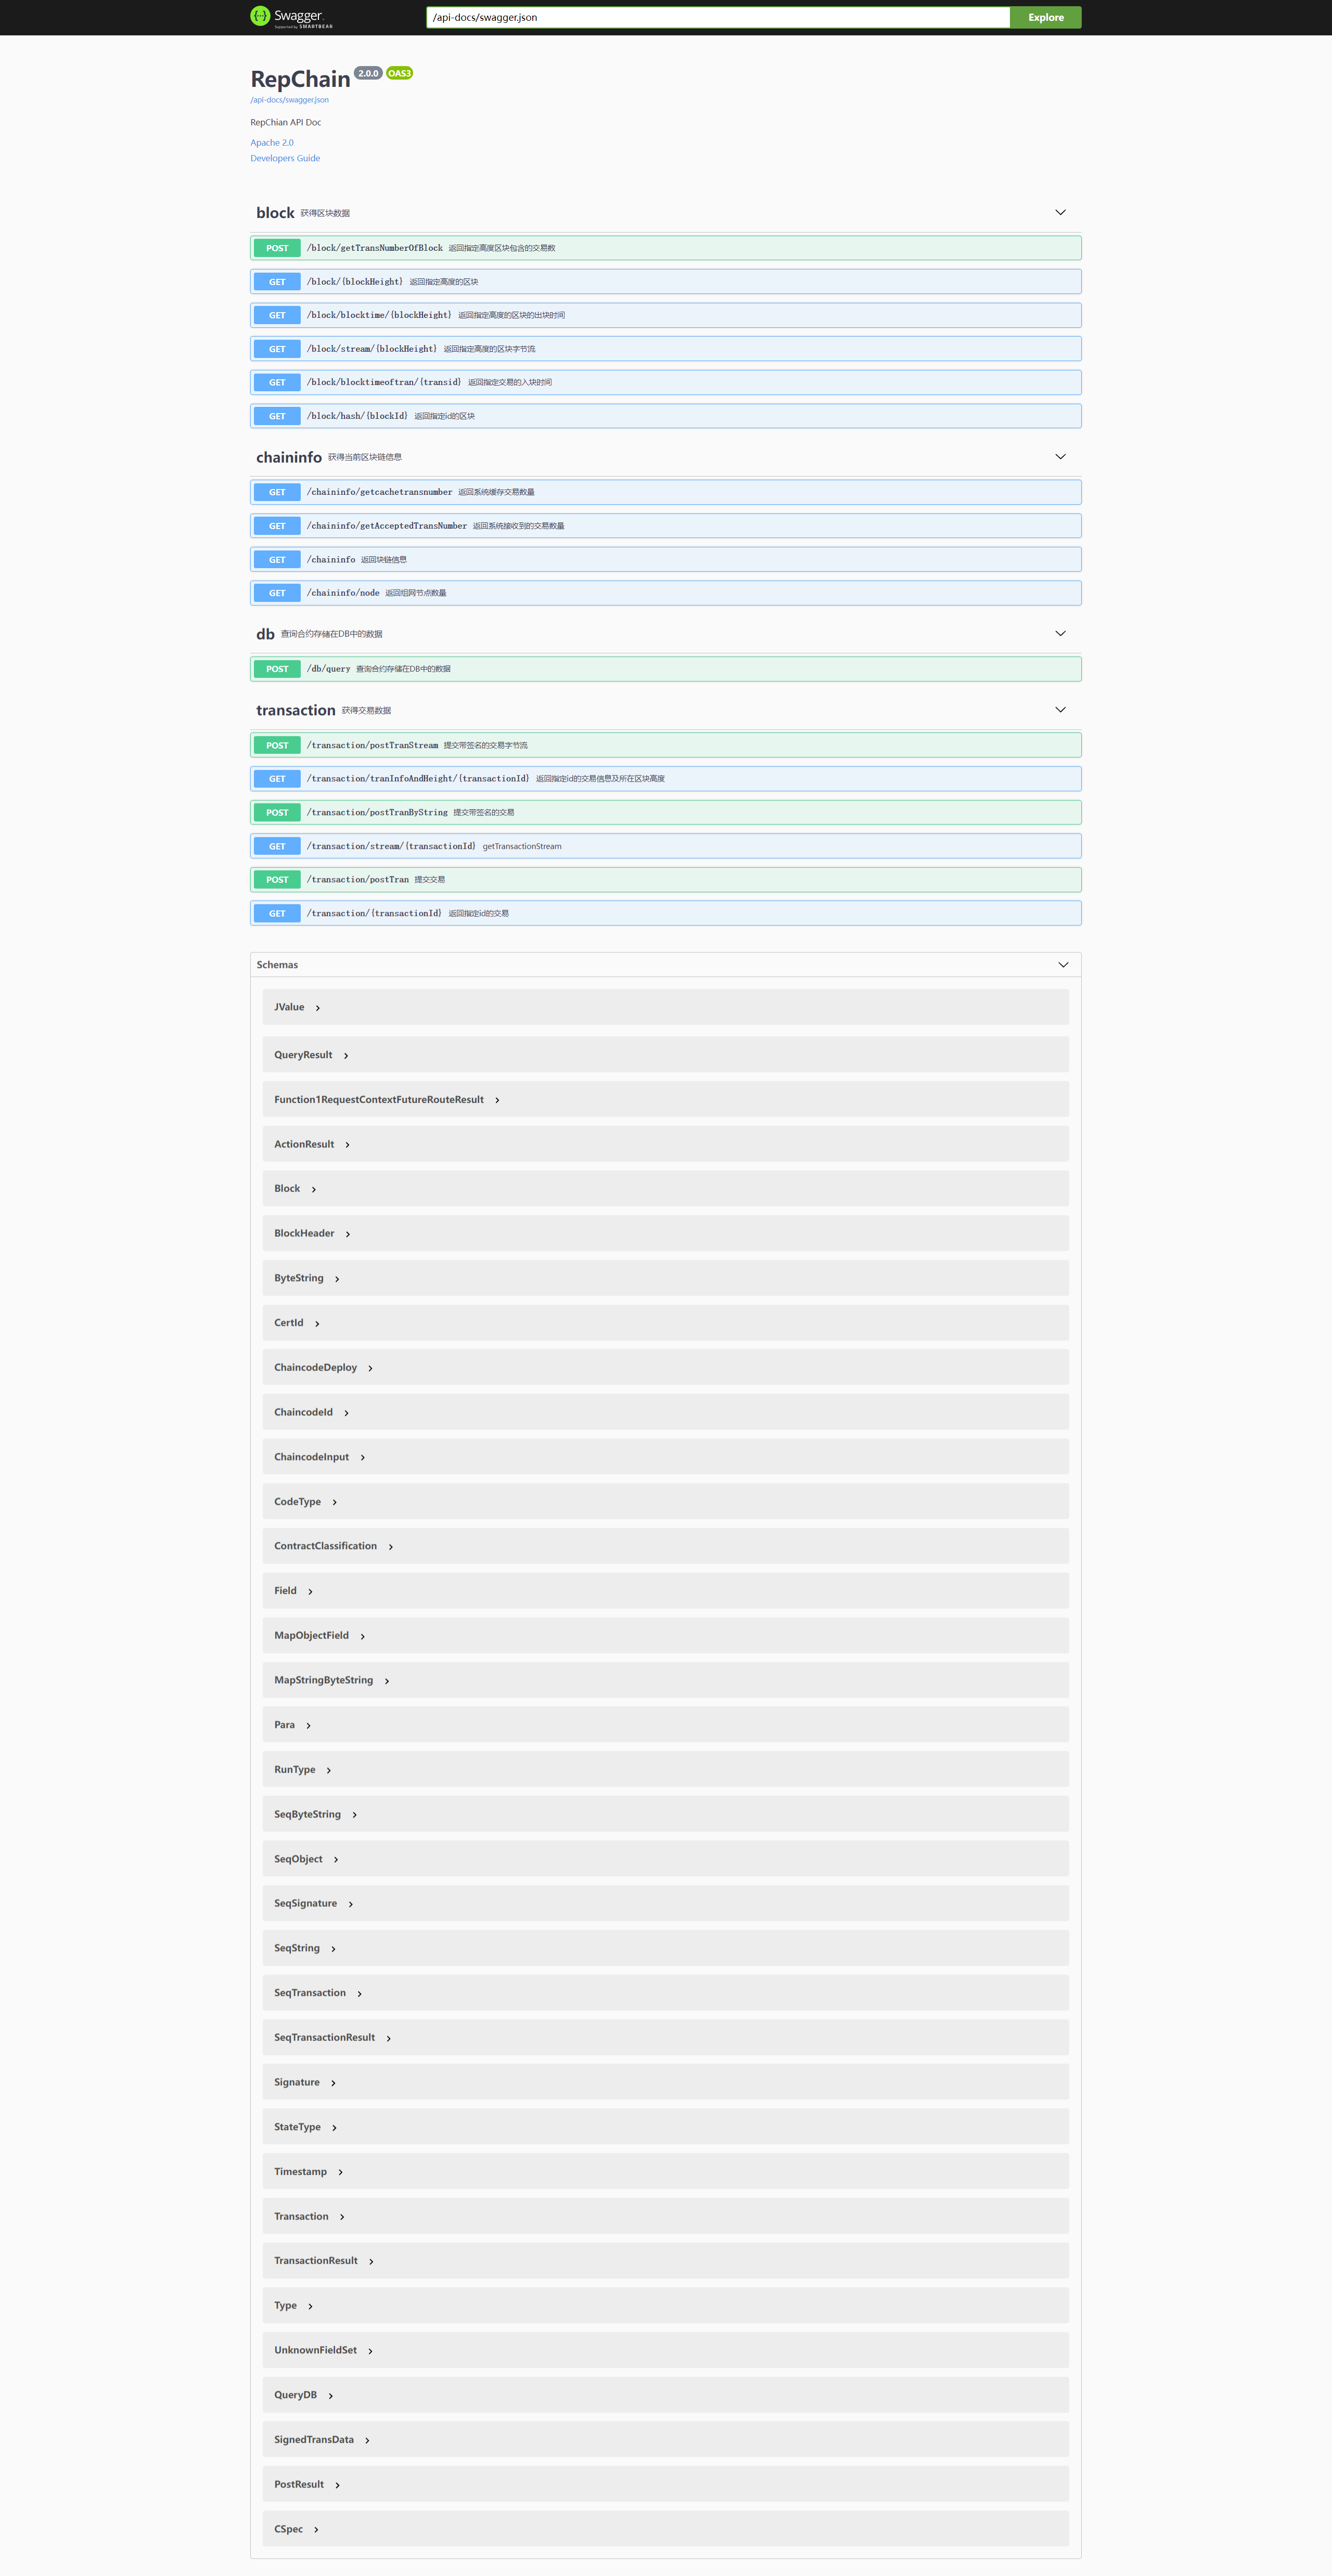 Swagger
Supported by SMARTBEAR
/api-docs/swagger.json
Explore
RepChain 2.0.0 OAS3
/api-docs/swagger.json
RepChian API Doc
Apache 2.0
Developers Guide
block 获得区块数据
POST /block/getTransNumberOfBlock 返回指定高度区块包含的交易数
GET /block/{blockHeight} 返回指定高度的区块
GET /block/blocktime/{blockHeight} 返回指定高度的区块的出块时间
GET /block/stream/{blockHeight} 返回指定高度的区块字节流
GET /block/blocktimeoftran/{transid} 返回指定交易的入块时间
GET /block/hash/{blockId} 返回指定id的区块
chaininfo 获得当前区块链信息
GET /chaininfo/getcachetransnumber 返回系统缓存交易数量
GET /chaininfo/getAcceptedTransNumber 返回系统接收到的交易数量
GET /chaininfo 返回块链信息
GET /chaininfo/node 返回组网节点数量
db 查询合约存储在DB中的数据
POST /db/query 查询合约存储在DB中的数据
transaction 获得交易数据
POST /transaction/postTranStream 提交带签名的交易字节流
GET /transaction/tranInfoAndHeight/{transactionId} 返回指定id的交易信息及所在区块高度
POST /transaction/postTranByString 提交带签名的交易
GET /transaction/stream/{transactionId} getTransactionStream
POST /transaction/postTran 提交交易
GET /transaction/{transactionId} 返回指定id的交易
Schemas
JValue
QueryResult
Function1RequestContextFutureRouteResult
ActionResult
Block
BlockHeader
ByteString
CertId
ChaincodeDeploy
ChaincodeId
ChaincodeInput
CodeType
ContractClassification
Field
MapObjectField
MapStringByteString
Para
RunType
SeqByteString
SeqObject
SeqSignature
SeqString
SeqTransaction
SeqTransactionResult
Signature
StateType
Timestamp
Transaction
TransactionResult
Type
UnknownFieldSet
QueryDB
SignedTransData
PostResult
CSpec